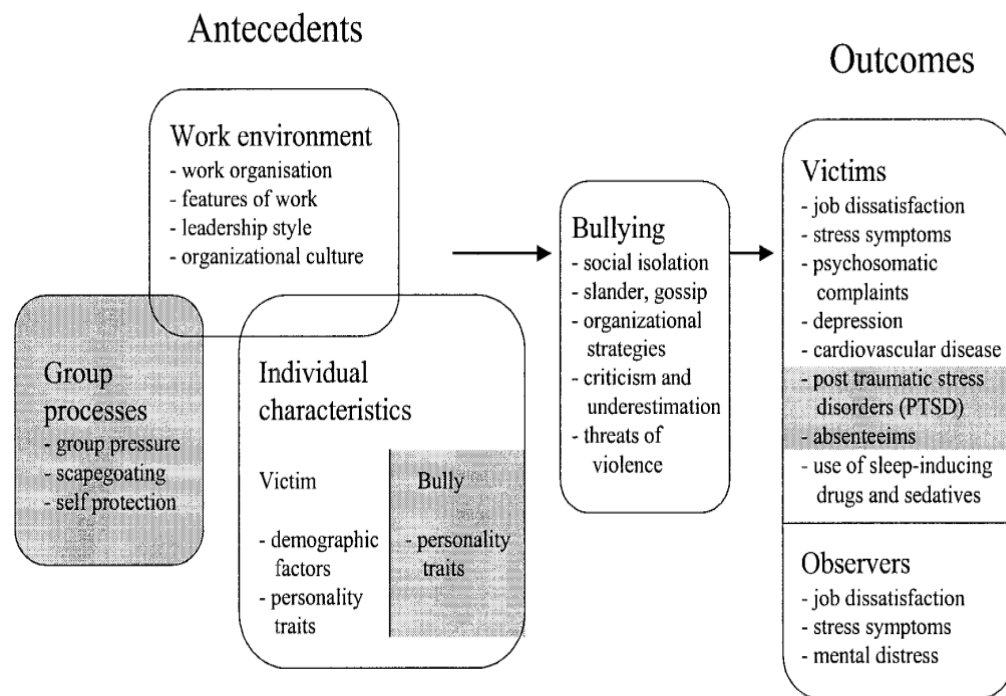 Antecedents
Outcomes
Work environment
- work organisation
- features of work
- leadership style
- organizational culture
Group
processes
- group pressure
- scapegoating
- self protection
Individual
characteristics
Victim
- demographic
factors
- personality
traits
Bully
- personality
traits
Bullying
- social isolation
- slander, gossip
- organizational
strategies
- criticism and
underestimation
- threats of
violence
Victims
- job dissatisfaction
- stress symptoms
- psychosomatic
complaints
- depression
- cardiovascular disease
- post traumatic stress
disorders (PTSD)
- absenteeims
- use of sleep-inducing
drugs and sedatives
Observers
- job dissatisfaction
- stress symptoms
- mental distress